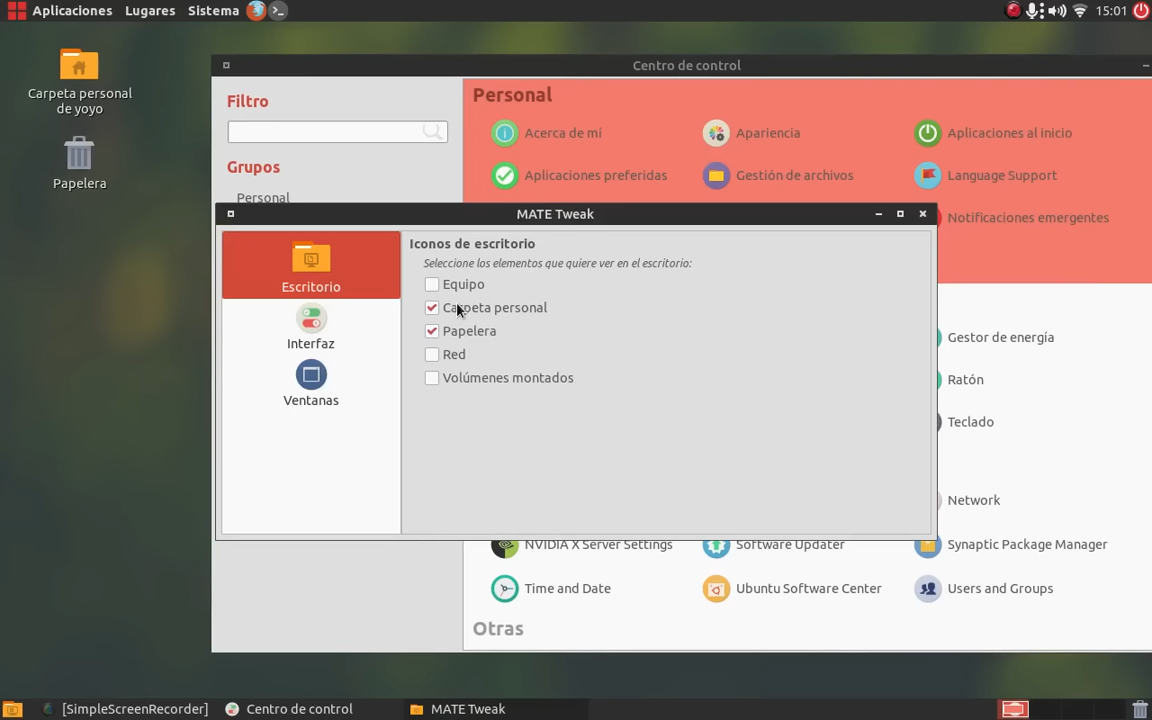 Aplicaciones Lugares Sistema 15:01
Carpeta personal
de yoyo
Papelera
Centro de control
Filtro
Grupos
Personal
Personal
Acerca de mí Apariencia Aplicaciones al inicio
Aplicaciones preferidas Gestión de archivos Language Support
Notificaciones emergentes
MATE Tweak
Escritorio
Interfaz
Ventanas
Iconos de escritorio
Seleccione los elementos que quiere ver en el escritorio:
Equipo
Carpeta personal
Papelera
Red
Volúmenes montados
Gestor de energía
Ratón
Teclado
Network
NVIDIA X Server Settings Software Updater Synaptic Package Manager
Time and Date Ubuntu Software Center Users and Groups
Otras
[SimpleScreenRecorder] Centro de control MATE Tweak